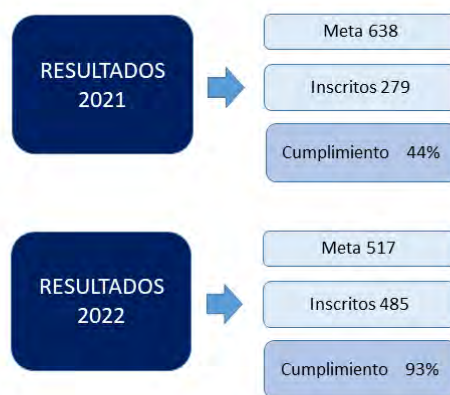 RESULTADOS
2021
Meta 638
Inscritos 279
Cumplimiento 44%
RESULTADOS
2022
Meta 517
Inscritos 485
Cumplimiento 93%